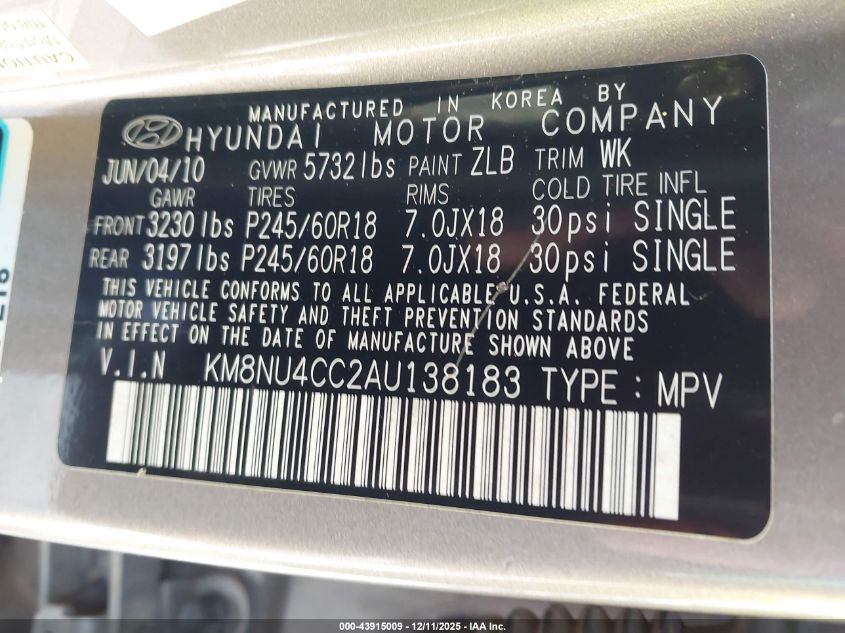 CAUTION
MANUFACTURED IN KOREA BY
HYUNDAI MOTOR COMPANY
JUN/04/10 GVWR 5732lbs PAINT ZLB TRIM WK
GAWR TIRES RIMS COLD TIRE INFL
FRONT 3230lbs P245/60R18 7.0JX18 30psi SINGLE
REAR 3197lbs P245/60R18 7.0JX18 30psi SINGLE
THIS VEHICLE CONFORMS TO ALL APPLICABLE U.S.A. FEDERAL
MOTOR VEHICLE SAFETY AND THEFT PREVENTION STANDARDS
IN EFFECT ON THE DATE OF MANUFACTURE SHOWN ABOVE
V.I.N KM8NU4CC2AU138183 TYPE : MPV
000-43915009 - 12/11/2025 - IAA Inc.